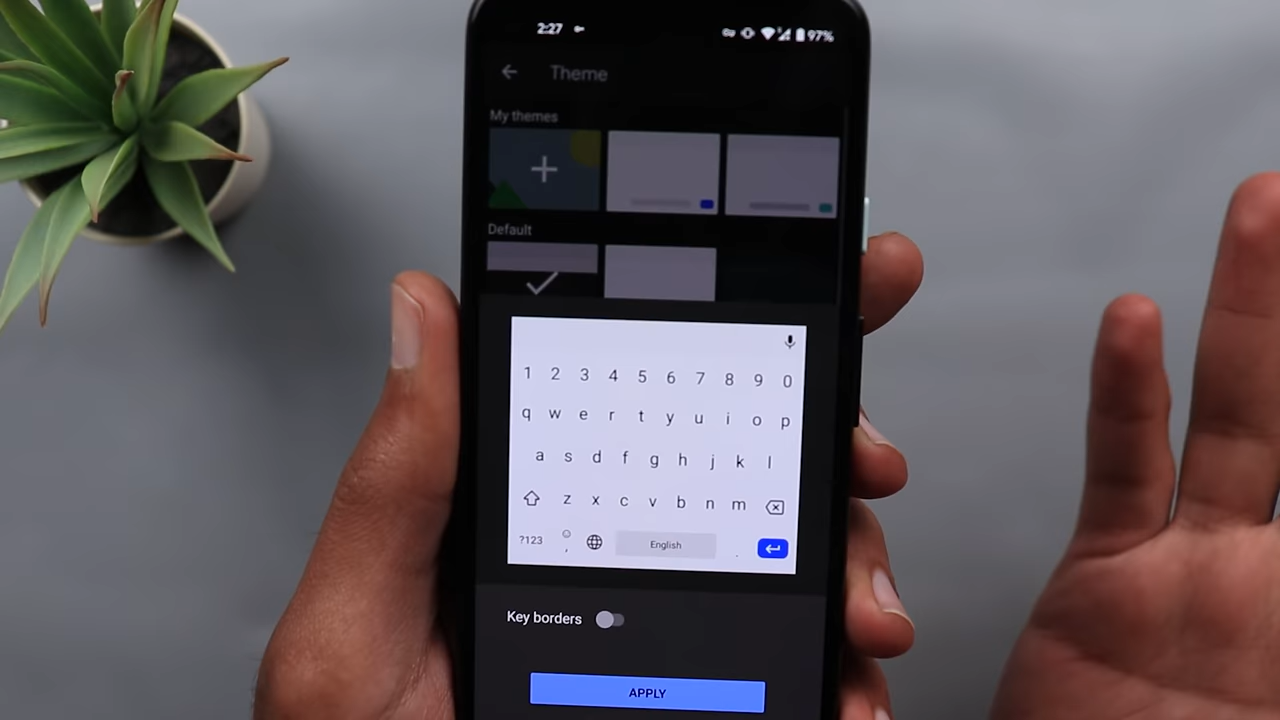 2:27 97%
Theme
My themes
Default
1 2 3 4 5 6 7 8 9 0
q w e r t y u i o p
a s d f g h j k l
z x c v b n m
?123 , English .
Key borders
APPLY